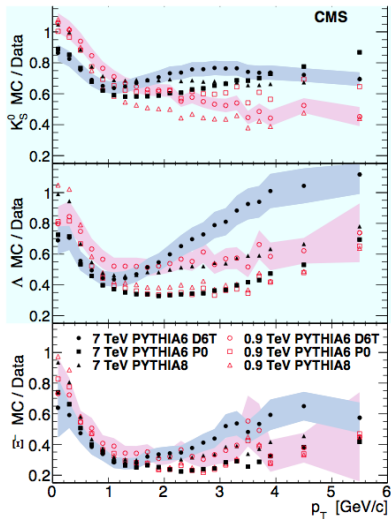 CMS
K⁰_S MC / Data
1
0.8
0.6
0.4
0.2
Λ MC / Data
1
0.8
0.6
0.4
0.2
7 TeV PYTHIA6 D6T
0.9 TeV PYTHIA6 D6T
7 TeV PYTHIA6 P0
0.9 TeV PYTHIA6 P0
7 TeV PYTHIA8
0.9 TeV PYTHIA8
Ξ⁻ MC / Data
1
0.8
0.6
0.4
0.2
0 1 2 3 4 5 6
p_T [GeV/c]